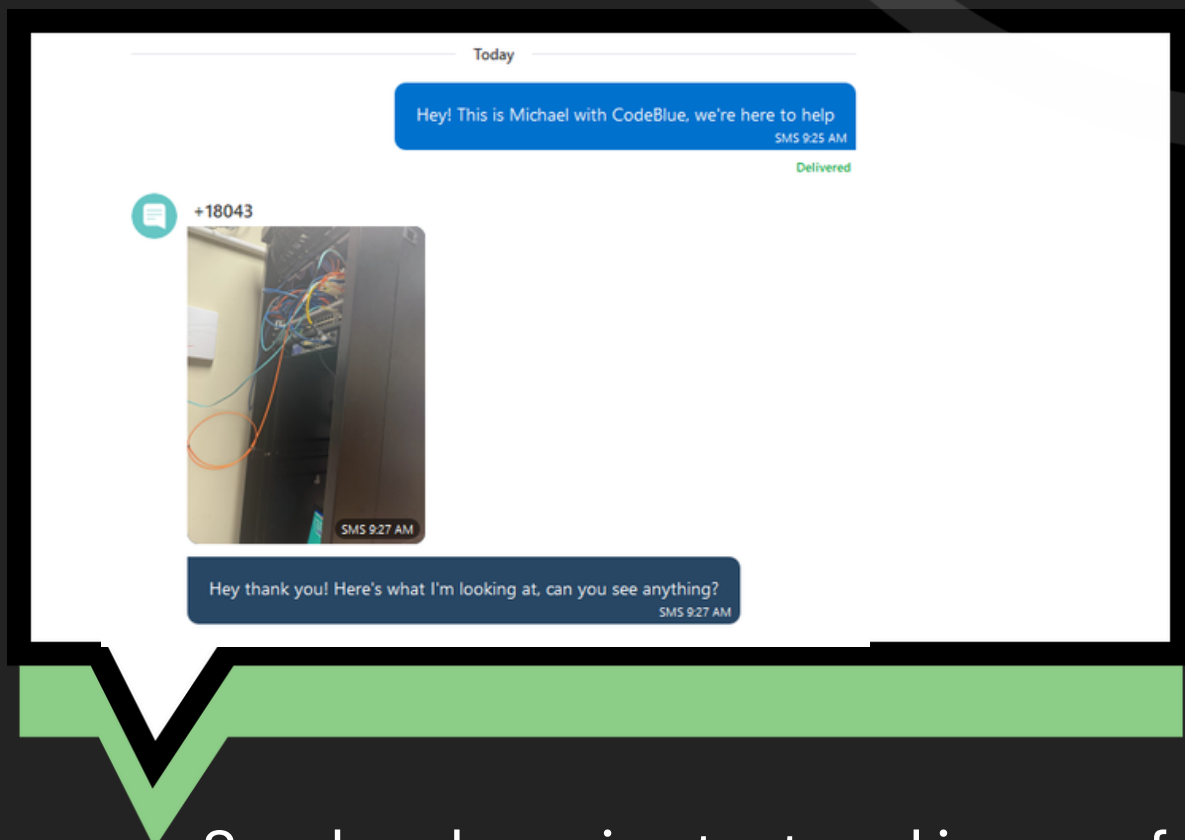 Today
Hey! This is Michael with CodeBlue, we're here to help
SMS 9:25 AM
Delivered
+18043
SMS 9:27 AM
Hey thank you! Here's what I'm looking at, can you see anything?
SMS 9:27 AM